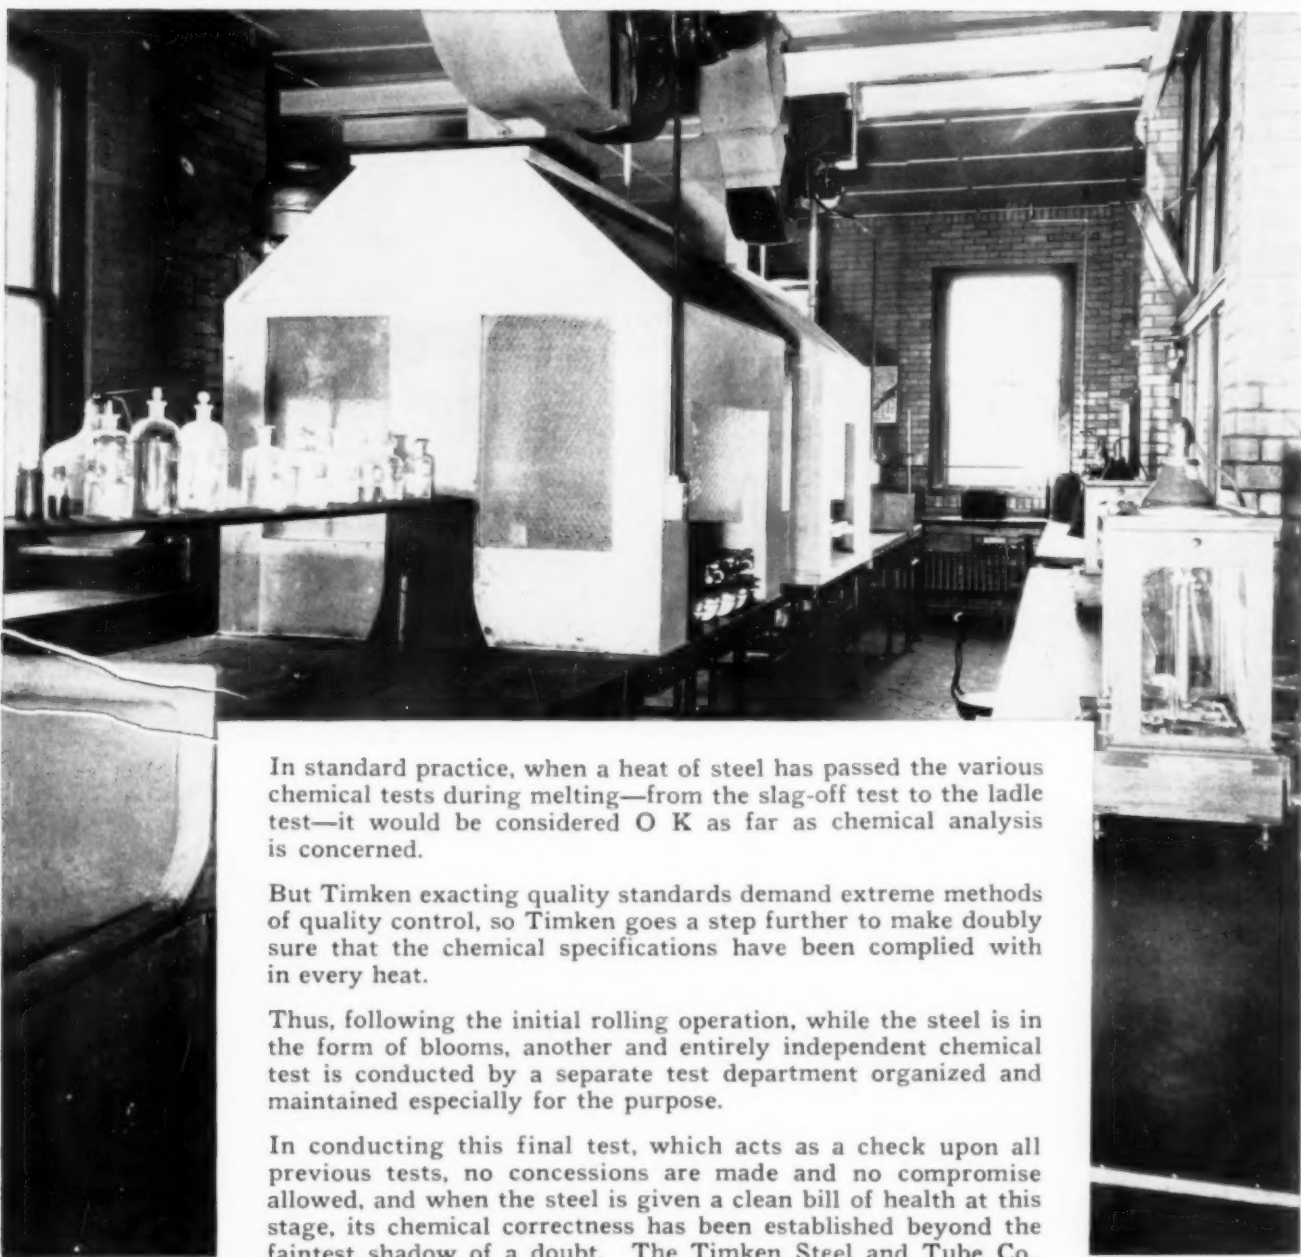 In standard practice, when a heat of steel has passed the various
chemical tests during melting—from the slag-off test to the ladle
test—it would be considered O K as far as chemical analysis
is concerned.
But Timken exacting quality standards demand extreme methods
of quality control, so Timken goes a step further to make doubly
sure that the chemical specifications have been complied with
in every heat.
Thus, following the initial rolling operation, while the steel is in
the form of blooms, another and entirely independent chemical
test is conducted by a separate test department organized and
maintained especially for the purpose.
In conducting this final test, which acts as a check upon all
previous tests, no concessions are made and no compromise
allowed, and when the steel is given a clean bill of health at this
stage, its chemical correctness has been established beyond the
faintest shadow of a doubt. The Timken Steel and Tube Co.